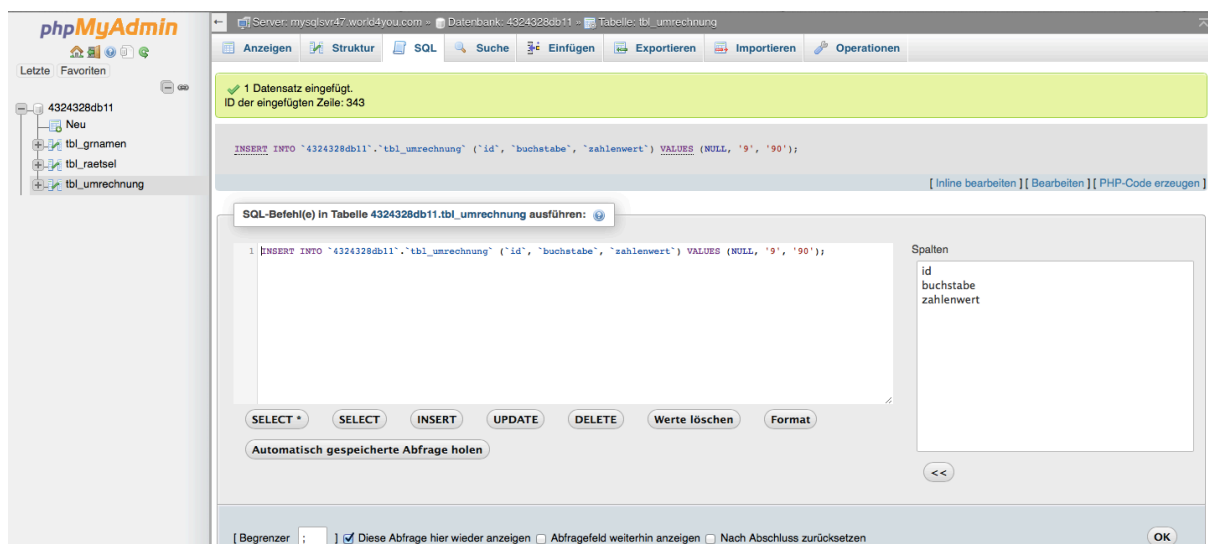 phpMyAdmin
Letzte Favoriten
4324328db11
Neu
tbl_grnamen
tbl_raetsel
tbl_umrechnung
Server: mysqlsvr47.world4you.com » Datenbank: 4324328db11 » Tabelle: tbl_umrechnung
Anzeigen Struktur SQL Suche Einfügen Exportieren Importieren Operationen
1 Datensatz eingefügt.
ID der eingefügten Zeile: 343
INSERT INTO `4324328db11`.`tbl_umrechnung` (`id`, `buchstabe`, `zahlenwert`) VALUES (NULL, '9', '90');
[ Inline bearbeiten ] [ Bearbeiten ] [ PHP-Code erzeugen ]
SQL-Befehl(e) in Tabelle 4324328db11.tbl_umrechnung ausführen:
1 INSERT INTO `4324328db11`.`tbl_umrechnung` (`id`, `buchstabe`, `zahlenwert`) VALUES (NULL, '9', '90');
Spalten
id
buchstabe
zahlenwert
SELECT * SELECT INSERT UPDATE DELETE Werte löschen Format
Automatisch gespeicherte Abfrage holen
<<
[ Begrenzer ; ] Diese Abfrage hier wieder anzeigen Abfragefeld weiterhin anzeigen Nach Abschluss zurücksetzen OK